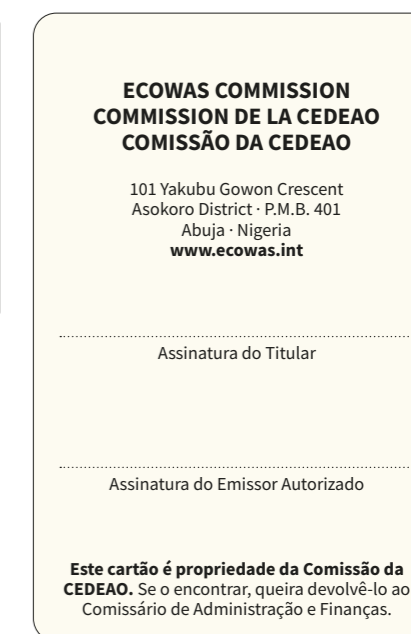 ECOWAS COMMISSION
COMMISSION DE LA CEDEAO
COMISSÃO DA CEDEAO
101 Yakubu Gowon Crescent
Asokoro District · P.M.B. 401
Abuja · Nigeria
www.ecowas.int
Assinatura do Titular
Assinatura do Emissor Autorizado
Este cartão é propriedade da Comissão da
CEDEAO. Se o encontrar, queira devolvê-lo ao
Comissário de Administração e Finanças.